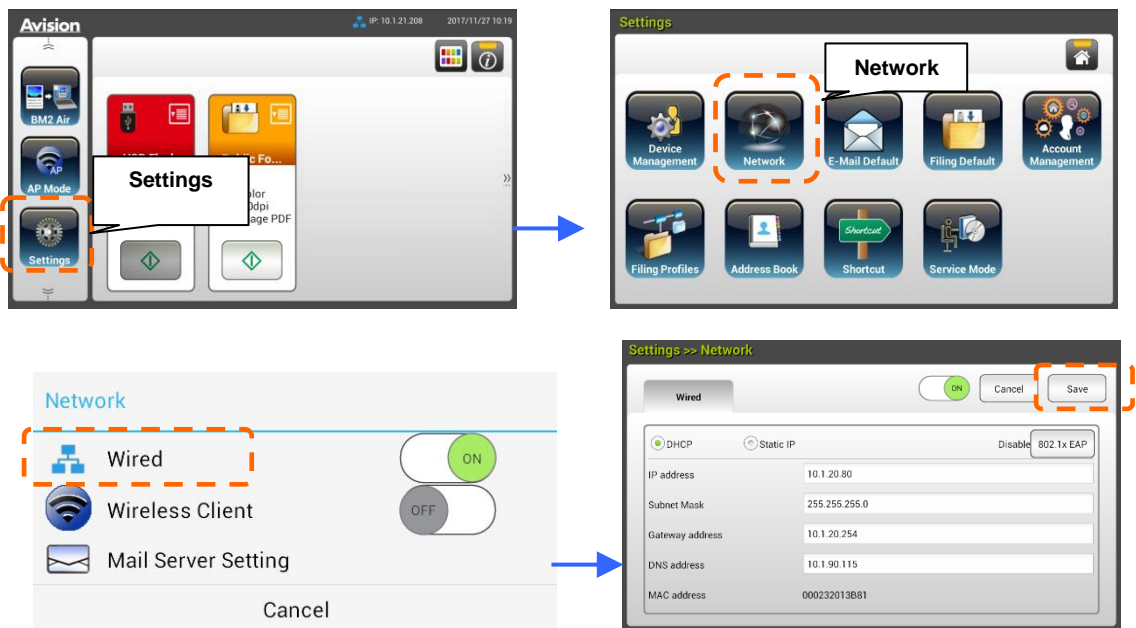 Avision
IP: 10.1.21.208 2017/11/27 10:19
BM2 Air
AP
AP Mode
Settings
Settings
c Fo...
olor
0dpi
age PDF
Settings
Network
Device
Management
Network
E-Mail Default
Filing Default
Account
Management
Filing Profiles
Address Book
Shortcut
Shortcut
Service Mode
Network
Wired
ON
Wireless Client
OFF
Mail Server Setting
Cancel
Settings >> Network
Wired
ON
Cancel
Save
DHCP
Static IP
Disable
802.1x EAP
IP address
10.1.20.80
Subnet Mask
255.255.255.0
Gateway address
10.1.20.254
DNS address
10.1.90.115
MAC address
000232013B81